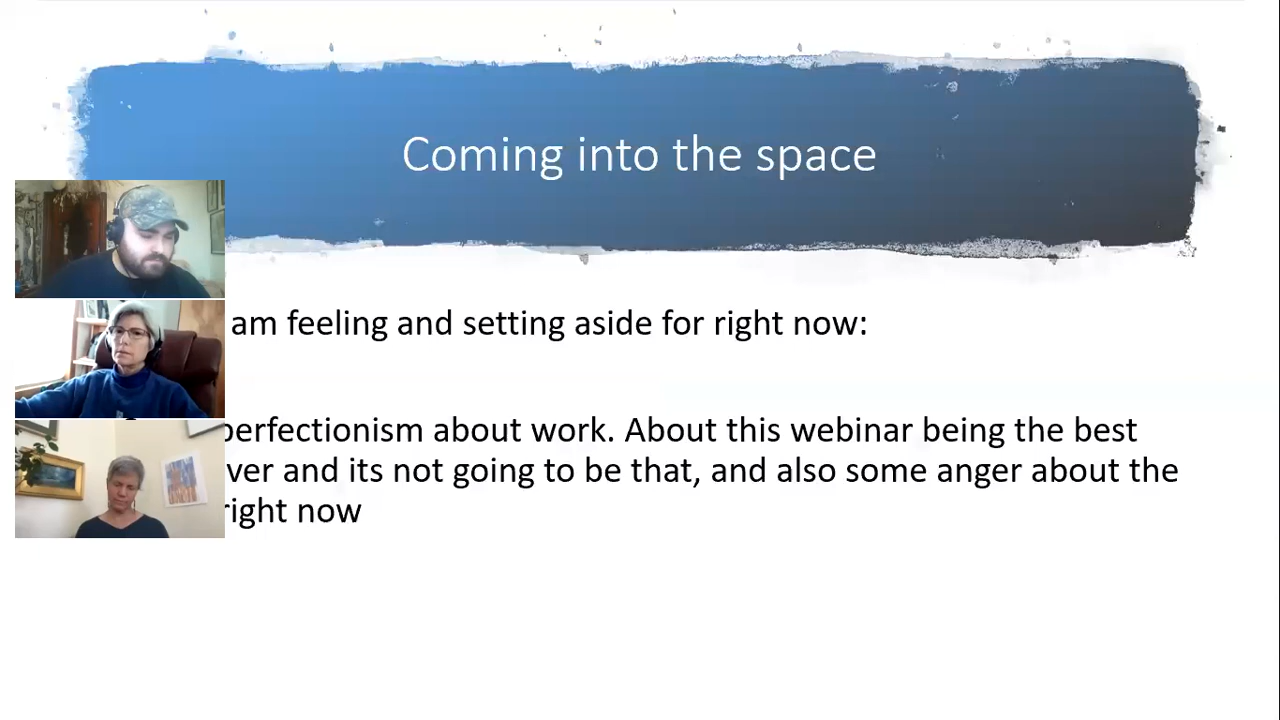 Coming into the space
am feeling and setting aside for right now:
perfectionism about work. About this webinar being the best
ver and its not going to be that, and also some anger about the
right now